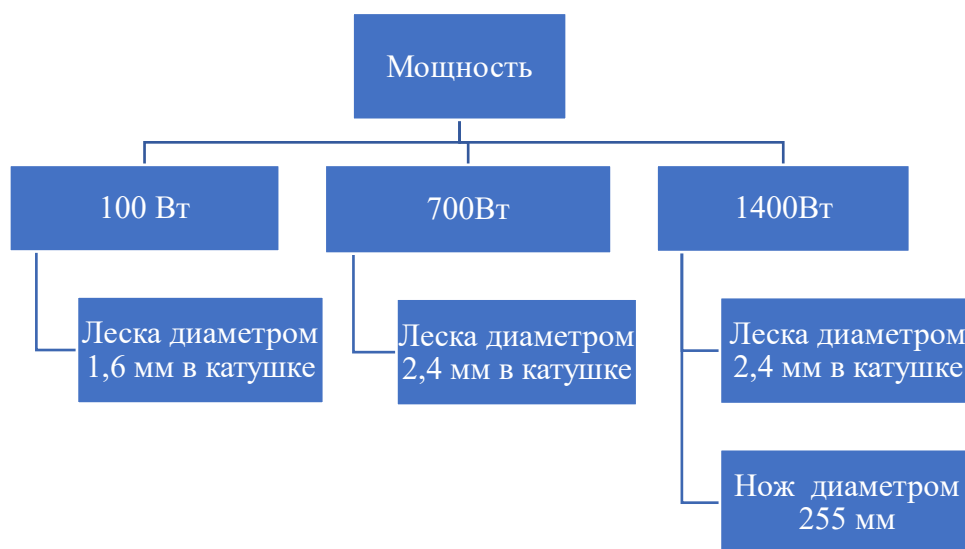 Мощность
100 Вт
700Вт
1400Вт
Леска диаметром
1,6 мм в катушке
Леска диаметром
2,4 мм в катушке
Леска диаметром
2,4 мм в катушке
Нож  диаметром
255 мм